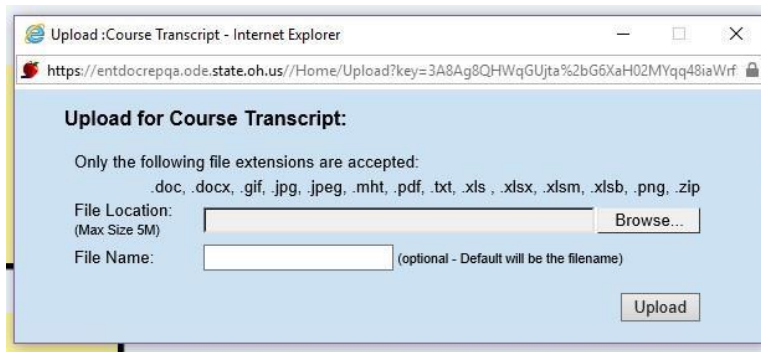 Upload :Course Transcript - Internet Explorer
https://entdocrepqa.ode.state.oh.us//Home/Upload?key=3A8Ag8QHWqGUjta%2bG6XaH02MYqq48iaWrf
Upload for Course Transcript:
Only the following file extensions are accepted:
.doc, .docx, .gif, .jpg, .jpeg, .mht, .pdf, .txt, .xls , .xlsx, .xlsm, .xlsb, .png, .zip
File Location:
(Max Size 5M)
Browse...
File Name:
(optional - Default will be the filename)
Upload